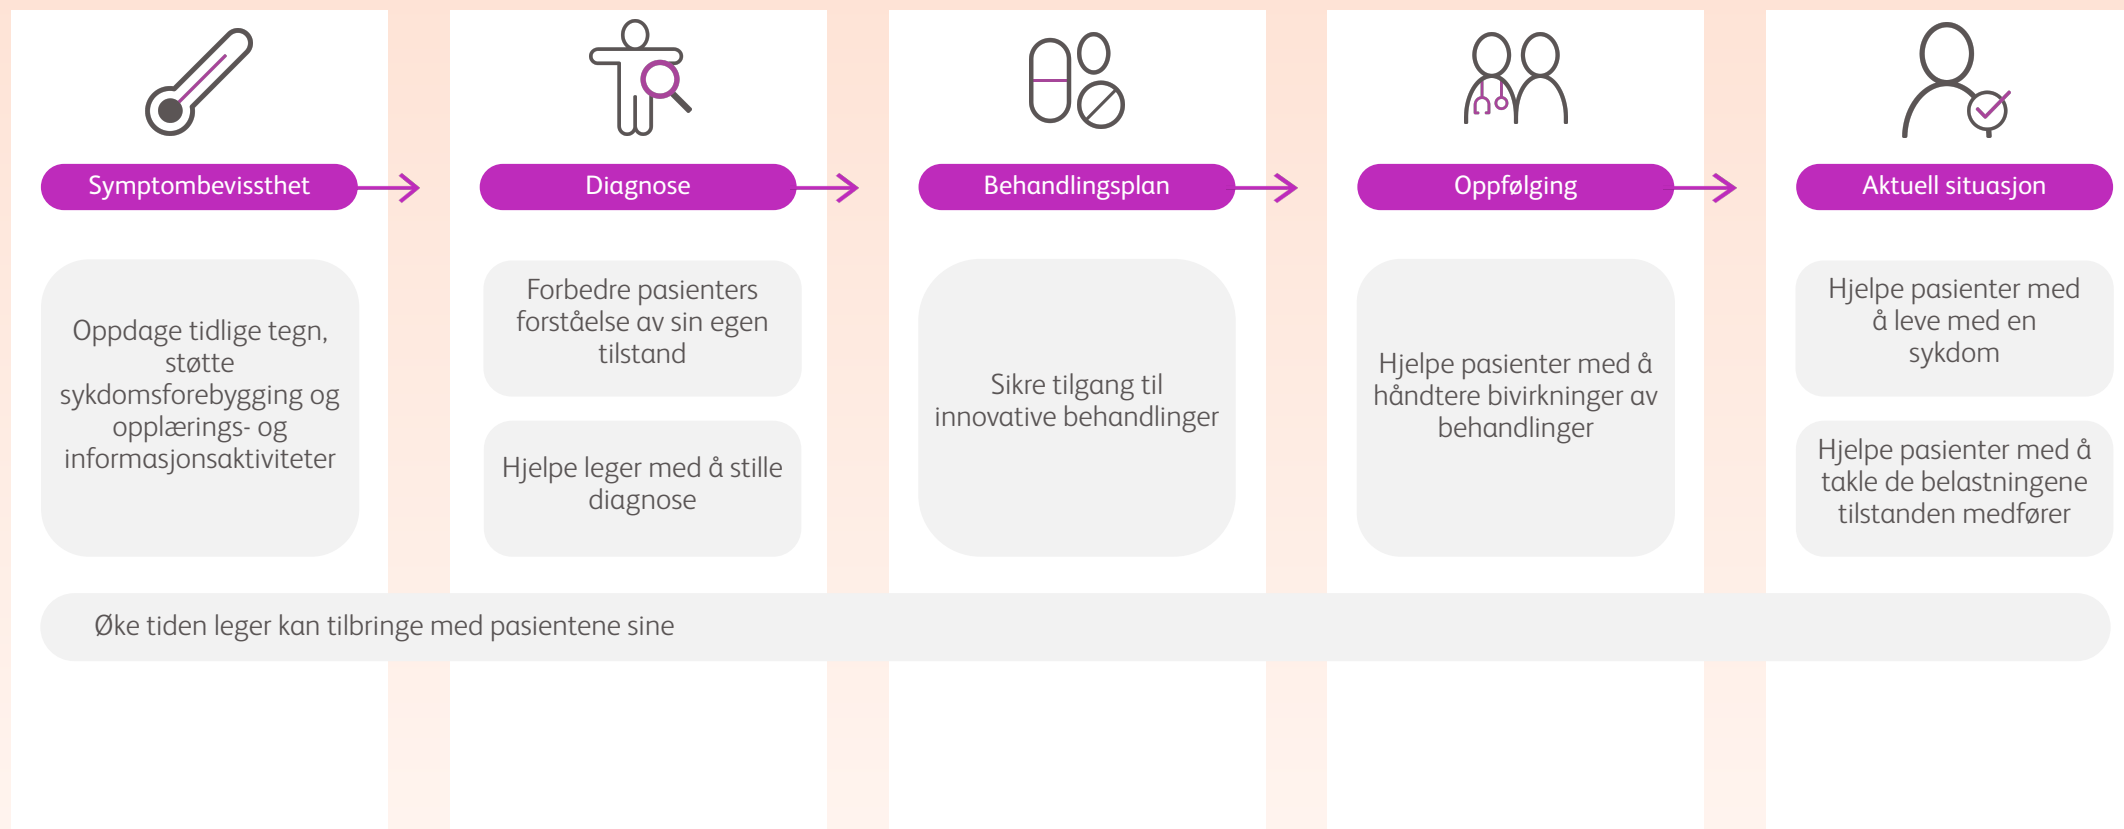 Symptombevissthet
Diagnose
Behandlingsplan
Oppfølging
Aktuell situasjon
Oppdage tidlige tegn,
støtte
sykdomsforebygging og
opplærings- og
informasjonsaktiviteter
Forbedre pasienters
forståelse av sin egen
tilstand
Hjelpe leger med å stille
diagnose
Sikre tilgang til
innovative behandlinger
Hjelpe pasienter med å
håndtere bivirkninger av
behandlinger
Hjelpe pasienter med
å leve med en
sykdom
Hjelpe pasienter med å
takle de belastningene
tilstanden medfører
Øke tiden leger kan tilbringe med pasientene sine